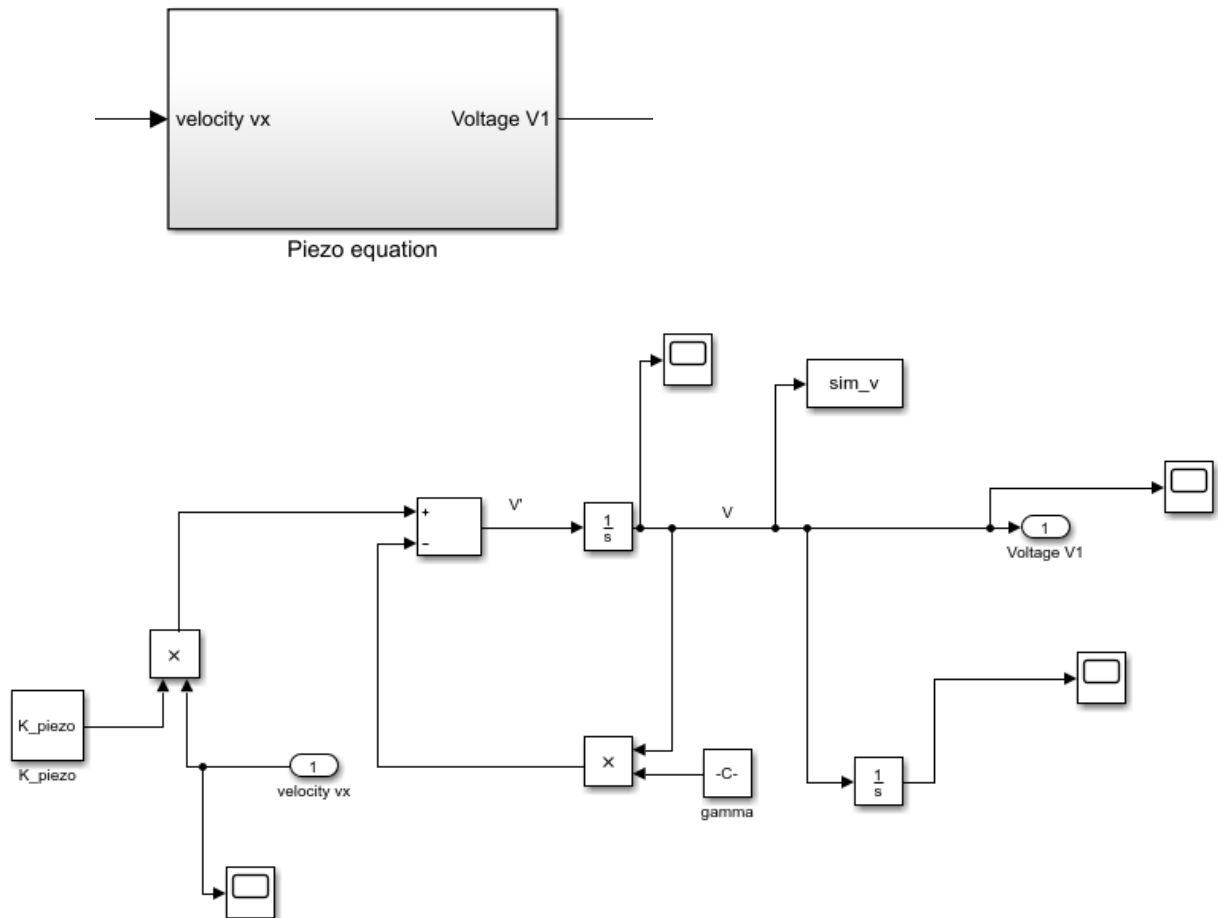 velocity vx
Voltage V1
Piezo equation
sim_v
+
V'
1
s
V
1
−
Voltage V1
×
K_piezo
K_piezo
1
velocity vx
×
-C-
gamma
1
s